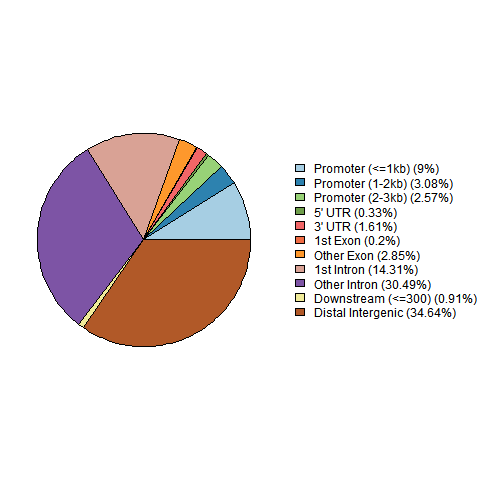 Promoter (<=1kb) (9%)
Promoter (1-2kb) (3.08%)
Promoter (2-3kb) (2.57%)
5' UTR (0.33%)
3' UTR (1.61%)
1st Exon (0.2%)
Other Exon (2.85%)
1st Intron (14.31%)
Other Intron (30.49%)
Downstream (<=300) (0.91%)
Distal Intergenic (34.64%)